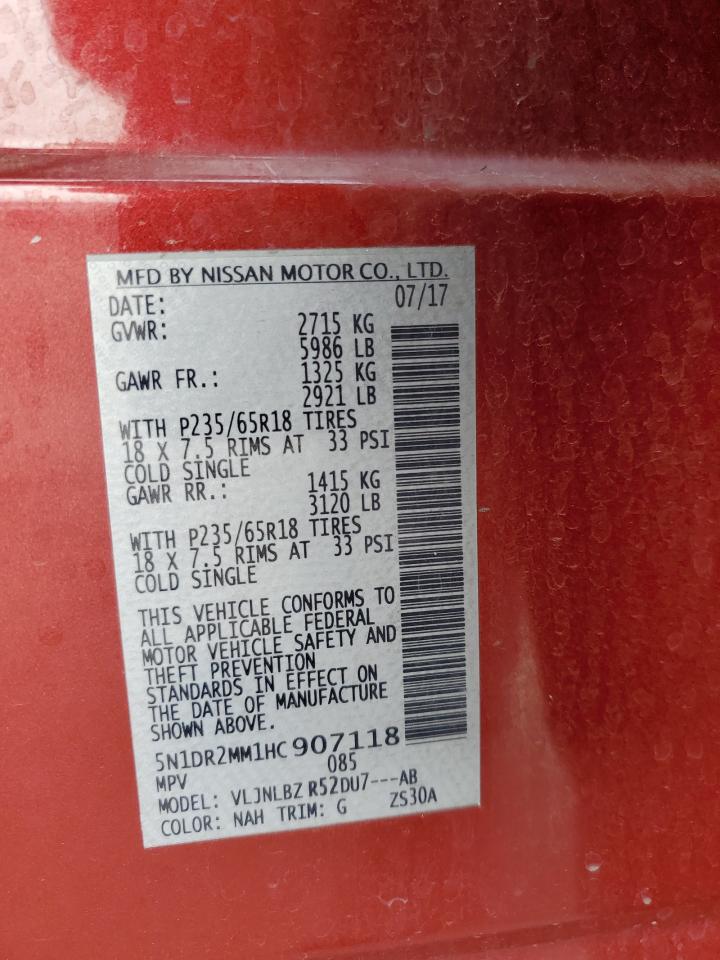 MFD BY NISSAN MOTOR CO., LTD.
DATE: 07/17
GVWR: 2715 KG
5986 LB
GAWR FR.: 1325 KG
2921 LB
WITH P235/65R18 TIRES
18 X 7.5 RIMS AT 33 PSI
COLD SINGLE
GAWR RR.: 1415 KG
3120 LB
WITH P235/65R18 TIRES
18 X 7.5 RIMS AT 33 PSI
COLD SINGLE
THIS VEHICLE CONFORMS TO
ALL APPLICABLE FEDERAL
MOTOR VEHICLE SAFETY AND
THEFT PREVENTION
STANDARDS IN EFFECT ON
THE DATE OF MANUFACTURE
SHOWN ABOVE.
5N1DR2MM1HC907118
MPV 085
MODEL: VLJNLBZ R52DU7---AB
COLOR: NAH TRIM: G ZS30A